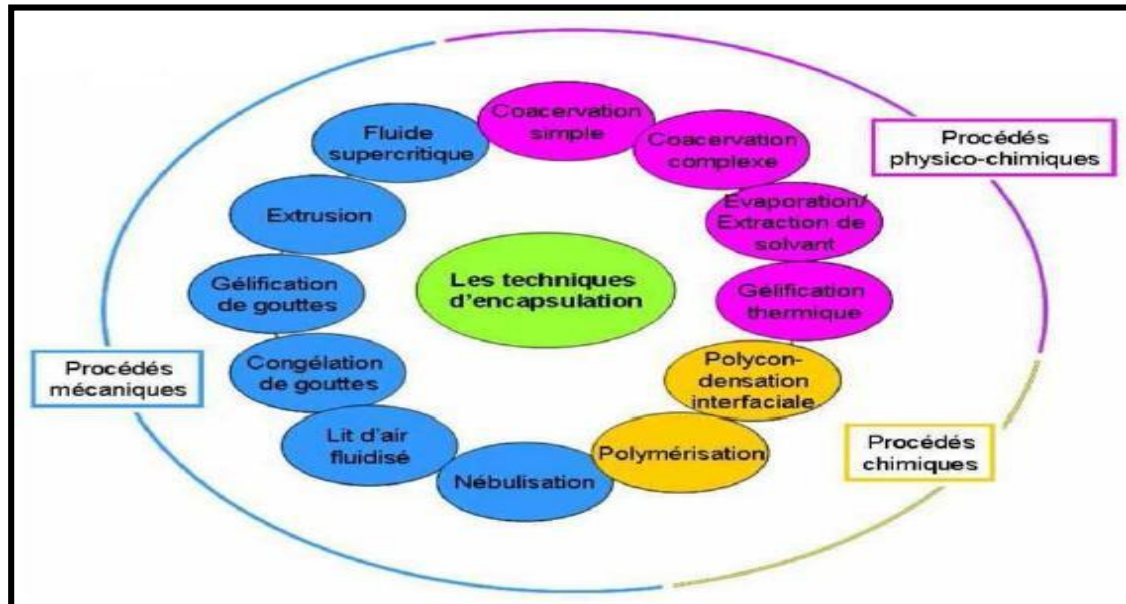 Coacervation
simple
Coacervation
complexe
Evaporation/
Extraction de
solvant
Gélification
thermique
Polycon-
densation
interfaciale
Polymérisation
Nébulisation
Lit d'air
fluidisé
Congélation
de gouttes
Gélification
de gouttes
Extrusion
Fluide
supercritique
Les techniques
d'encapsulation
Procédés
physico-chimiques
Procédés
chimiques
Procédés
mécaniques